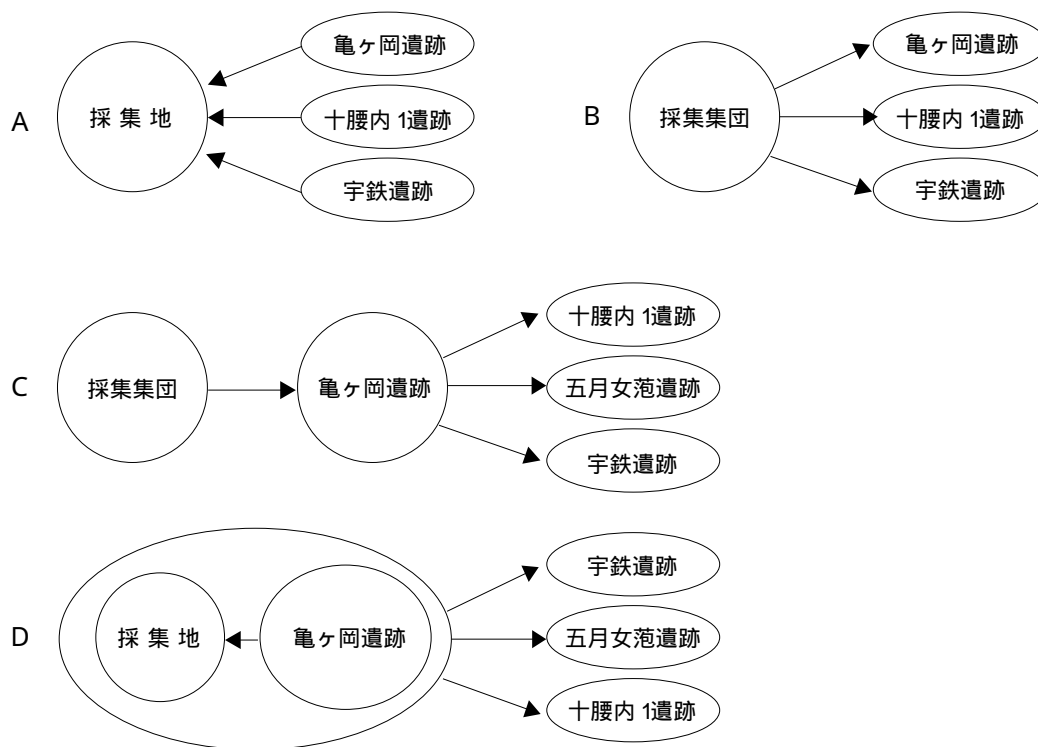 A
採 集 地
亀ヶ岡遺跡
十腰内 1遺跡
宇鉄遺跡
B
採集集団
亀ヶ岡遺跡
十腰内 1遺跡
宇鉄遺跡
C
採集集団
亀ヶ岡遺跡
十腰内 1遺跡
五月女萢遺跡
宇鉄遺跡
D
採 集 地
亀ヶ岡遺跡
宇鉄遺跡
五月女萢遺跡
十腰内 1遺跡